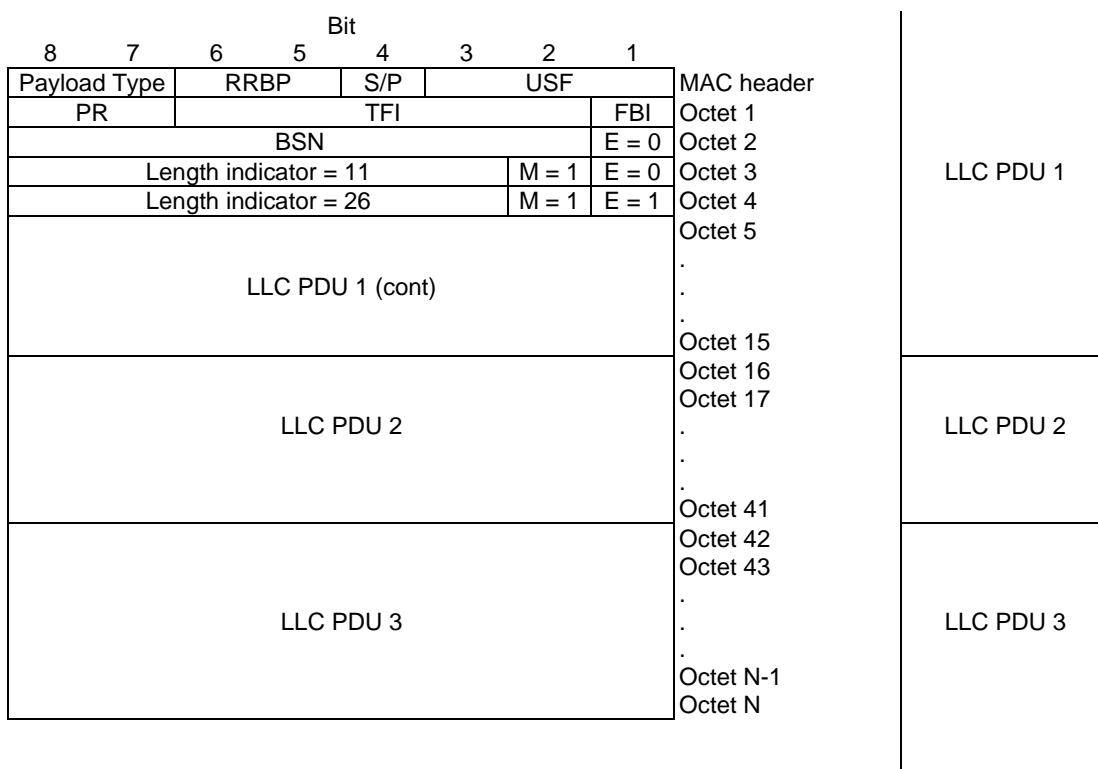 Bit
8 7 6 5 4 3 2 1
Payload Type RRBP S/P USF MAC header
PR TFI FBI Octet 1
BSN E = 0 Octet 2
Length indicator = 11 M = 1 E = 0 Octet 3 LLC PDU 1
Length indicator = 26 M = 1 E = 1 Octet 4
Octet 5
.
LLC PDU 1 (cont) .
.
Octet 15
Octet 16
Octet 17
LLC PDU 2 . LLC PDU 2
.
.
Octet 41
Octet 42
Octet 43
.
LLC PDU 3 . LLC PDU 3
.
Octet N-1
Octet N